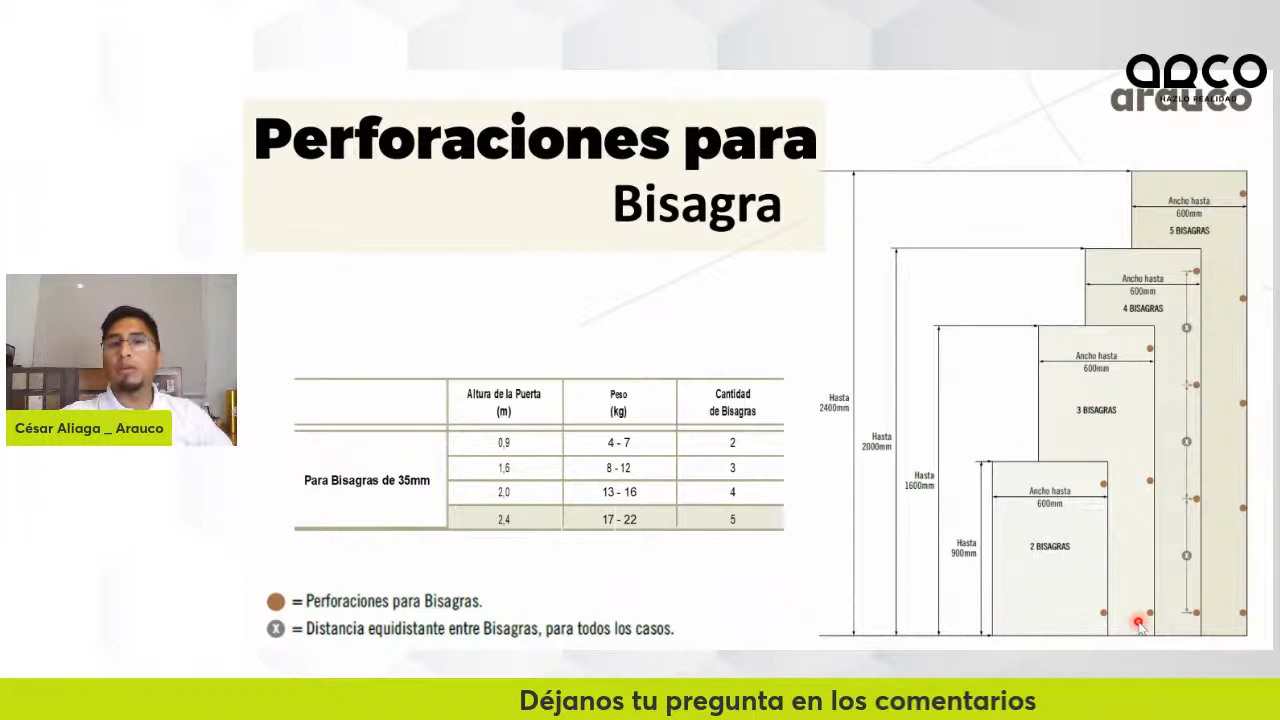 arco
arauco
HAZLO REALIDAD
Perforaciones para
Bisagra
César Aliaga _ Arauco
Altura de la Puerta
(m)
Peso
(kg)
Cantidad
de Bisagras
Para Bisagras de 35mm
0,9 4 - 7 2
1,6 8 - 12 3
2,0 13 - 16 4
2,4 17 - 22 5
= Perforaciones para Bisagras.
X = Distancia equidistante entre Bisagras, para todos los casos.
Ancho hasta
600mm
5 BISAGRAS
Ancho hasta
600mm
4 BISAGRAS
Ancho hasta
600mm
3 BISAGRAS
Ancho hasta
600mm
2 BISAGRAS
Hasta
2400mm
Hasta
2000mm
Hasta
1600mm
Hasta
900mm
X
X
X
Déjanos tu pregunta en los comentarios